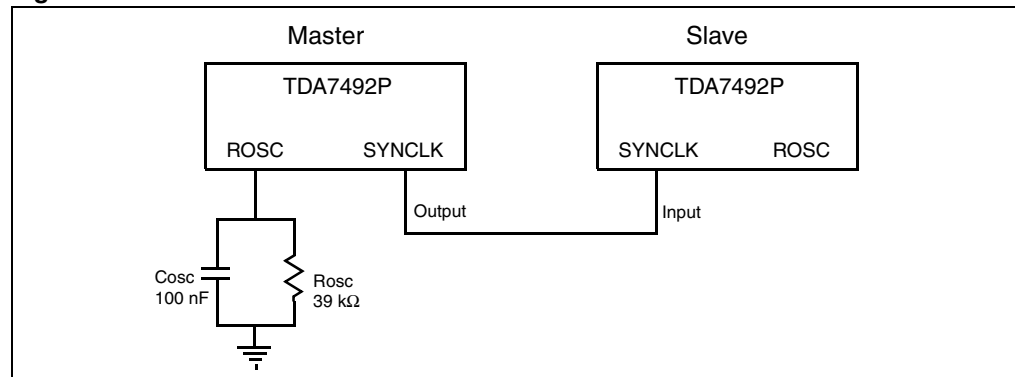 Master
Slave
TDA7492P
TDA7492P
ROSC SYNCLK
SYNCLK ROSC
Output
Input
Cosc
100 nF
Rosc
39 kΩ